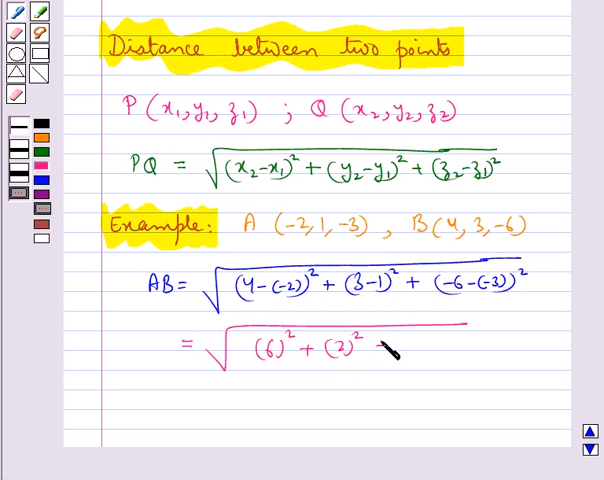 Distance between two points
P (x₁, y₁, z₁) ; Q (x₂, y₂, z₂)
PQ = √((x₂-x₁)² + (y₂-y₁)² + (z₂-z₁)²)
Example: A (-2, 1, -3) , B (4, 3, -6)
AB = √((4-(-2))² + (3-1)² + (-6-(-3))²)
= √((6)² + (2)² -